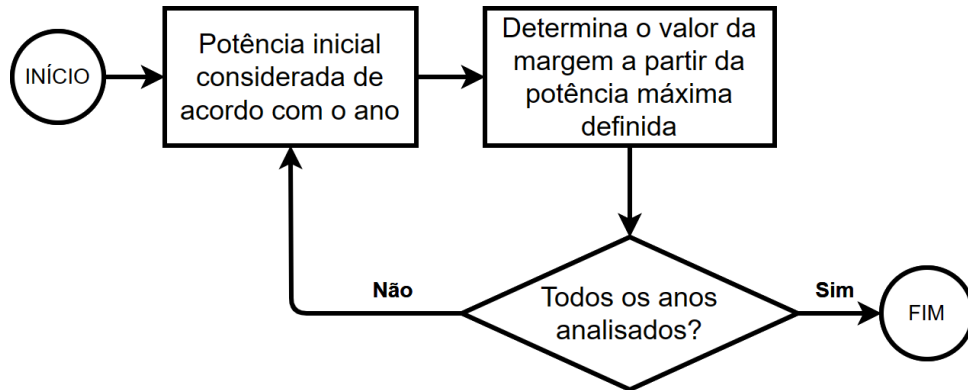 INÍCIO
Potência inicial
considerada de
acordo com o ano
Determina o valor da
margem a partir da
potência máxima
definida
Não
Todos os anos
analisados?
Sim
FIM